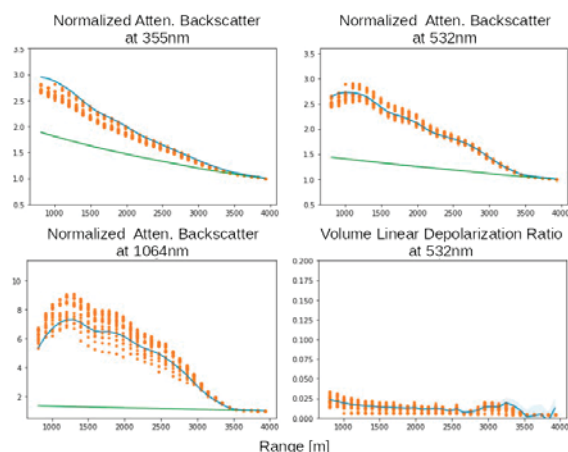 Normalized Atten. Backscatter
at 355nm
3.5
3.0
2.5
2.0
1.5
1.0
0.5
1000 1500 2000 2500 3000 3500 4000
Normalized Atten. Backscatter
at 532nm
3.5
3.0
2.5
2.0
1.5
1.0
0.5
1000 1500 2000 2500 3000 3500 4000
Normalized Atten. Backscatter
at 1064nm
10
8
6
4
2
1000 1500 2000 2500 3000 3500 4000
Volume Linear Depolarization Ratio
at 532nm
0.200
0.175
0.150
0.125
0.100
0.075
0.050
0.025
0.000
1000 1500 2000 2500 3000 3500 4000
Range [m]